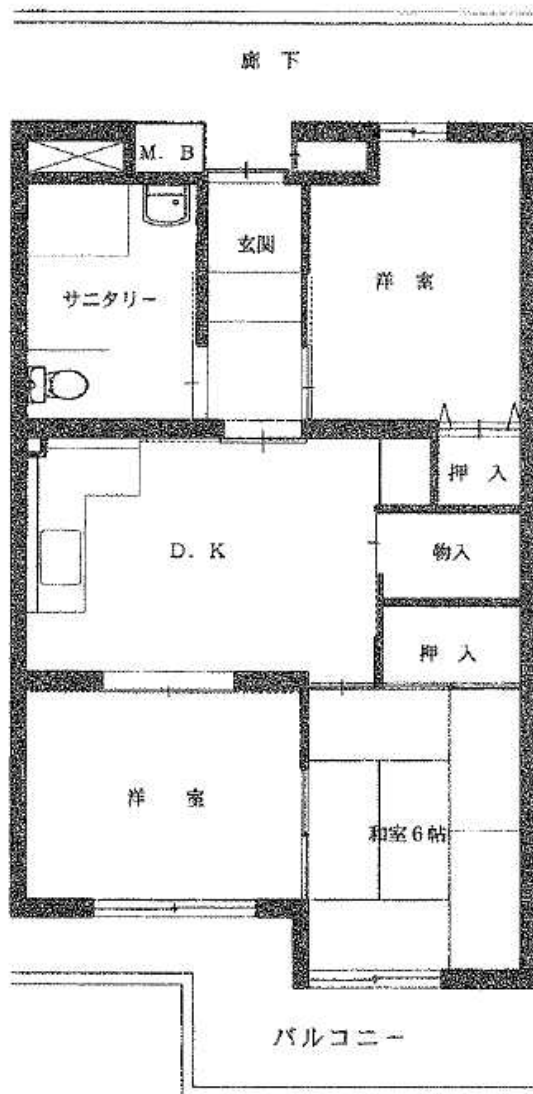 廊 下
M. B
玄関
洋 室
サニタリー
押 入
D. K
物入
押 入
洋 室
和室6帖
バルコニー